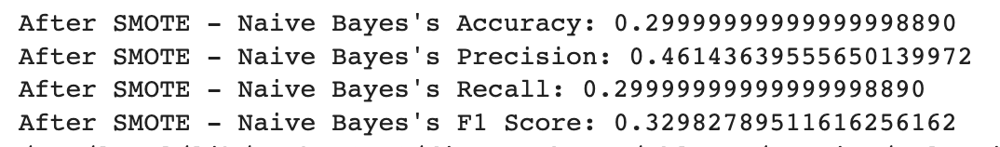 After SMOTE - Naive Bayes's Accuracy: 0.29999999999999998890
After SMOTE - Naive Bayes's Precision: 0.46143639555650139972
After SMOTE - Naive Bayes's Recall: 0.29999999999999998890
After SMOTE - Naive Bayes's F1 Score: 0.32982789511616256162